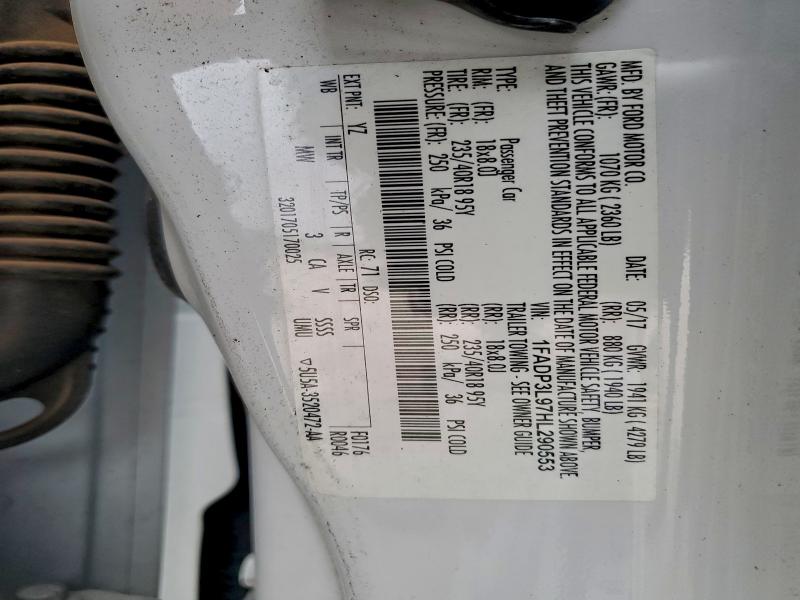 MFD. BY FORD MOTOR CO. DATE: 05/17 GVWR: 1941 KG (4279 LB)
GAWR: (FR): 1070 KG (2360 LB) (RR): 880 KG (1940 LB)
THIS VEHICLE CONFORMS TO ALL APPLICABLE FEDERAL MOTOR VEHICLE SAFETY, BUMPER,
AND THEFT PREVENTION STANDARDS IN EFFECT ON THE DATE OF MANUFACTURE SHOWN ABOVE.
VIN: 1FADP3L97HL290553
TYPE: Passenger Car TRAILER TOWING - SEE OWNER GUIDE
RIM: (FR): 18x8.0J (RR): 18x8.0J
TIRE: (FR): 235/40R18 95Y (RR): 235/40R18 95Y
PRESSURE: (FR): 250 kPa/ 36 PSI COLD (RR): 250 kPa/ 36 PSI COLD
F0176
EXT PNT: YZ RC: 71 DSO: R0046
WB INT TR TP/PS R AXLE TR SPR
MW 3 CA V SSSS UNU ▽5U5A-3520472-AA
3201705170025